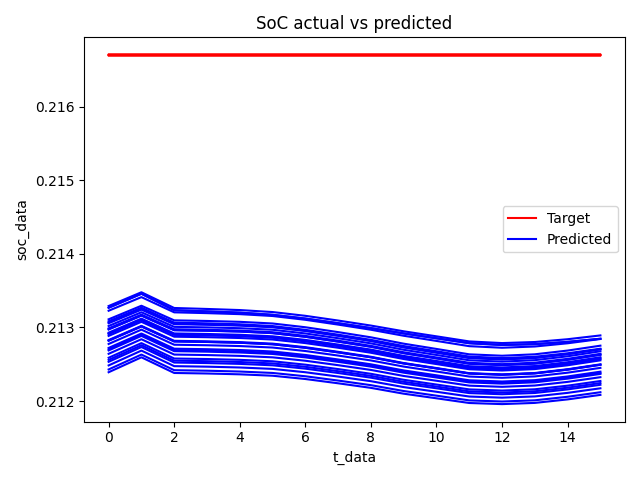 SoC actual vs predicted
0.216
0.215
0.214
0.213
0.212
soc_data
Target
Predicted
0 2 4 6 8 10 12 14
t_data